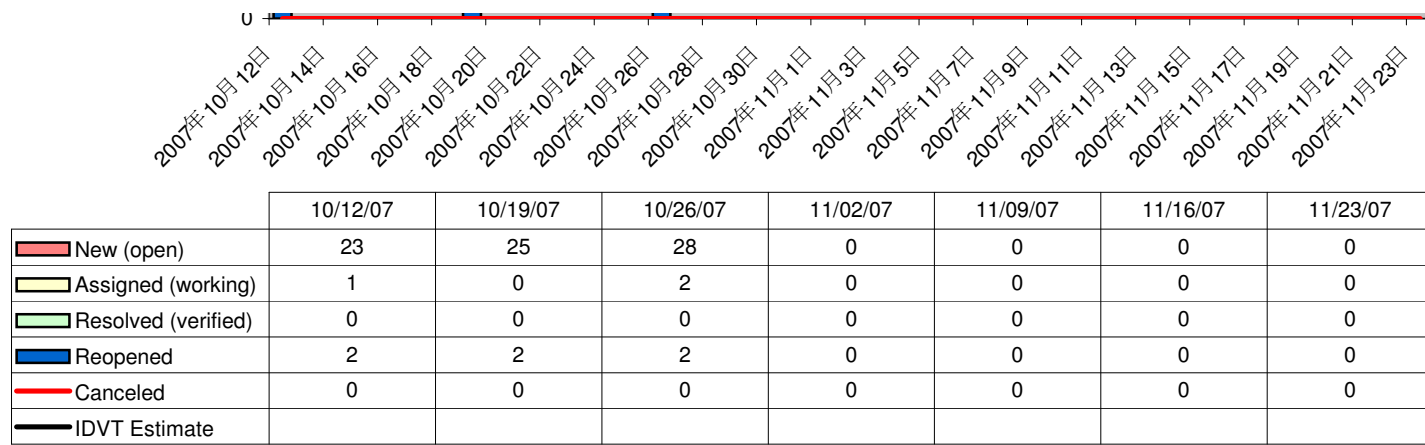 0
2007年10月12日
2007年10月14日
2007年10月16日
2007年10月18日
2007年10月20日
2007年10月22日
2007年10月24日
2007年10月26日
2007年10月28日
2007年10月30日
2007年11月1日
2007年11月3日
2007年11月5日
2007年11月7日
2007年11月9日
2007年11月11日
2007年11月13日
2007年11月15日
2007年11月17日
2007年11月19日
2007年11月21日
2007年11月23日
10/12/07 10/19/07 10/26/07 11/02/07 11/09/07 11/16/07 11/23/07
New (open) 23 25 28 0 0 0 0
Assigned (working) 1 0 2 0 0 0 0
Resolved (verified) 0 0 0 0 0 0 0
Reopened 2 2 2 0 0 0 0
Canceled 0 0 0 0 0 0 0
IDVT Estimate